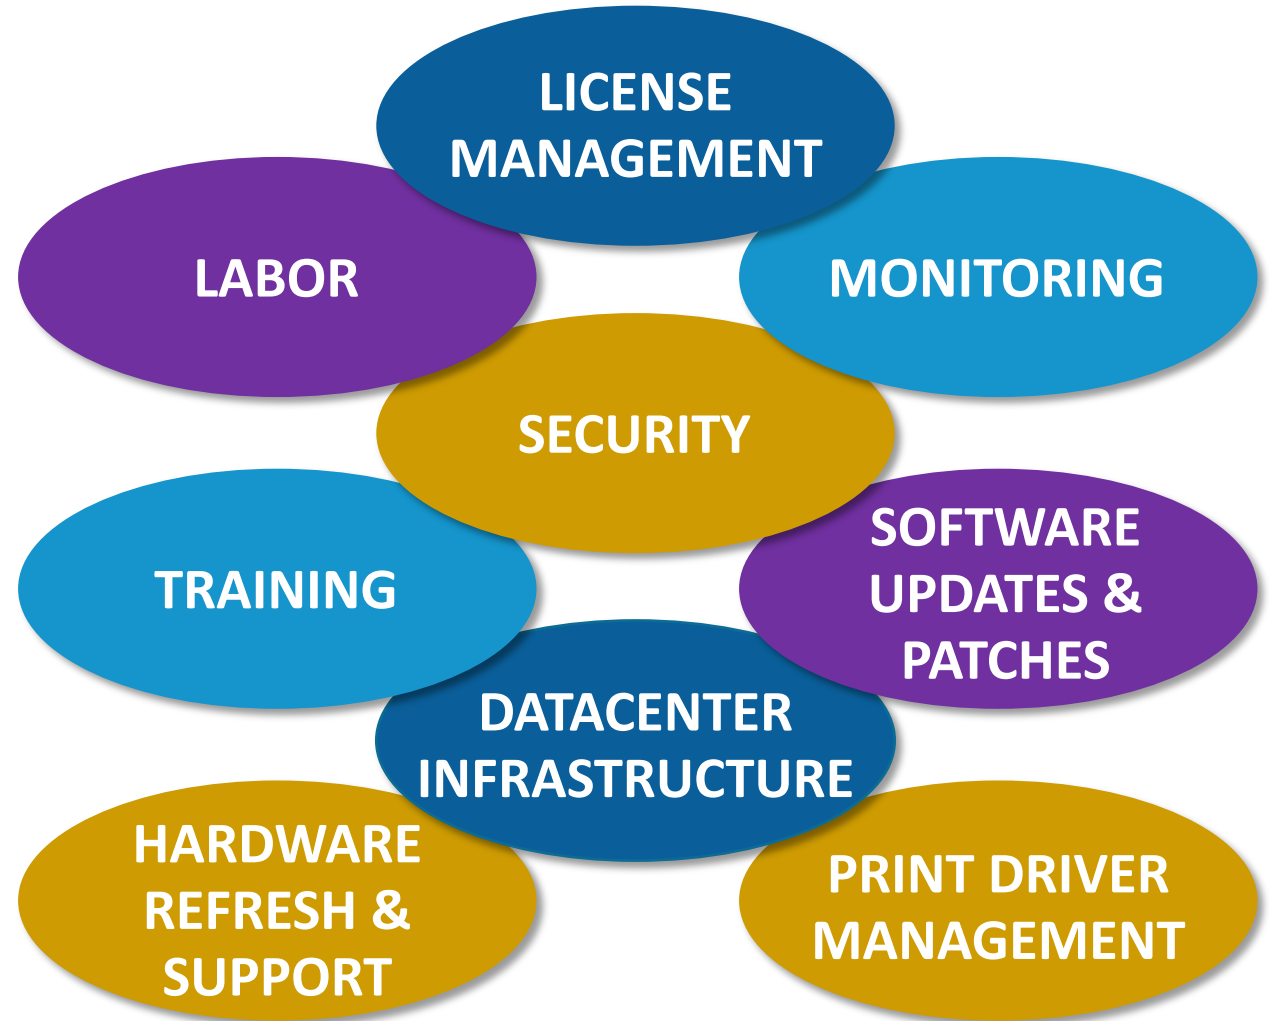 LICENSE
MANAGEMENT
LABOR
MONITORING
SECURITY
TRAINING
SOFTWARE
UPDATES &
PATCHES
DATACENTER
INFRASTRUCTURE
HARDWARE
REFRESH &
SUPPORT
PRINT DRIVER
MANAGEMENT